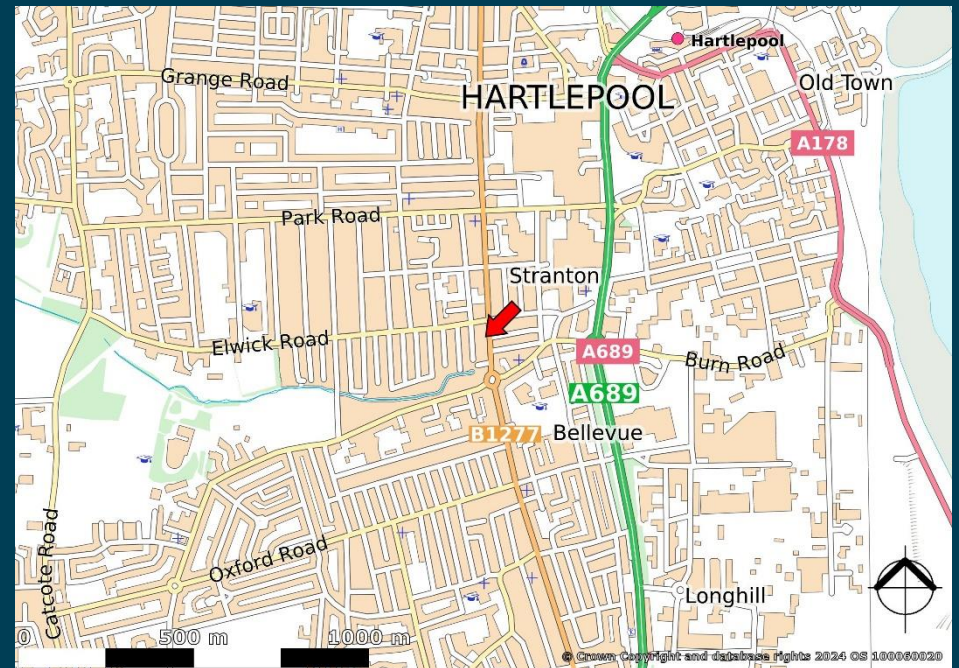 Hartlepool
Grange Road
Old Town
HARTLEPOOL
A178
Park Road
Stranton
Elwick Road
A689
Burn Road
A689
B1277
Bellevue
Oxford Road
Catcote Road
Longhill
0
500 m
1000 m
© Crown Copyright and database rights 2024 OS 100060020